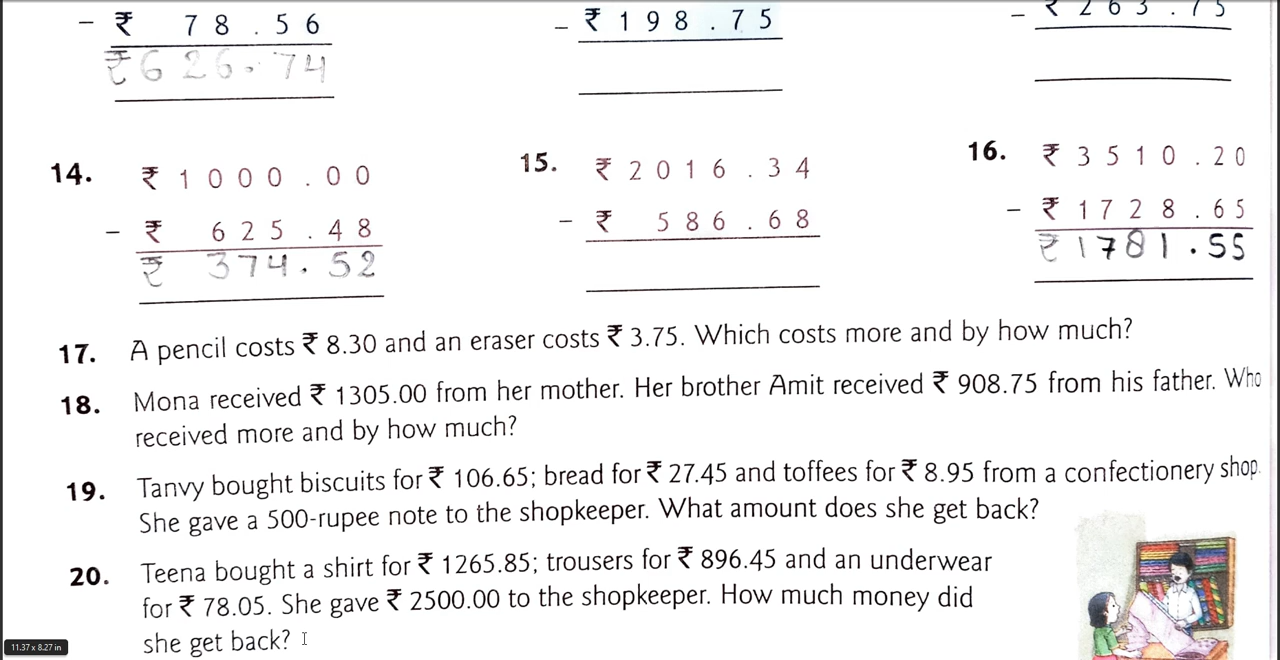 − ₹ 78.56
₹ 626.74
− ₹ 198.75
− ₹ 263.75
14. ₹ 1000.00
− ₹ 625.48
₹ 374.52
15. ₹ 2016.34
− ₹ 586.68
16. ₹ 3510.20
− ₹ 1728.65
₹ 1781.55
17. A pencil costs ₹ 8.30 and an eraser costs ₹ 3.75. Which costs more and by how much?
18. Mona received ₹ 1305.00 from her mother. Her brother Amit received ₹ 908.75 from his father. Who
received more and by how much?
19. Tanvy bought biscuits for ₹ 106.65; bread for ₹ 27.45 and toffees for ₹ 8.95 from a confectionery shop.
She gave a 500-rupee note to the shopkeeper. What amount does she get back?
20. Teena bought a shirt for ₹ 1265.85; trousers for ₹ 896.45 and an underwear
for ₹ 78.05. She gave ₹ 2500.00 to the shopkeeper. How much money did
she get back?
11.37 x 8.27 in